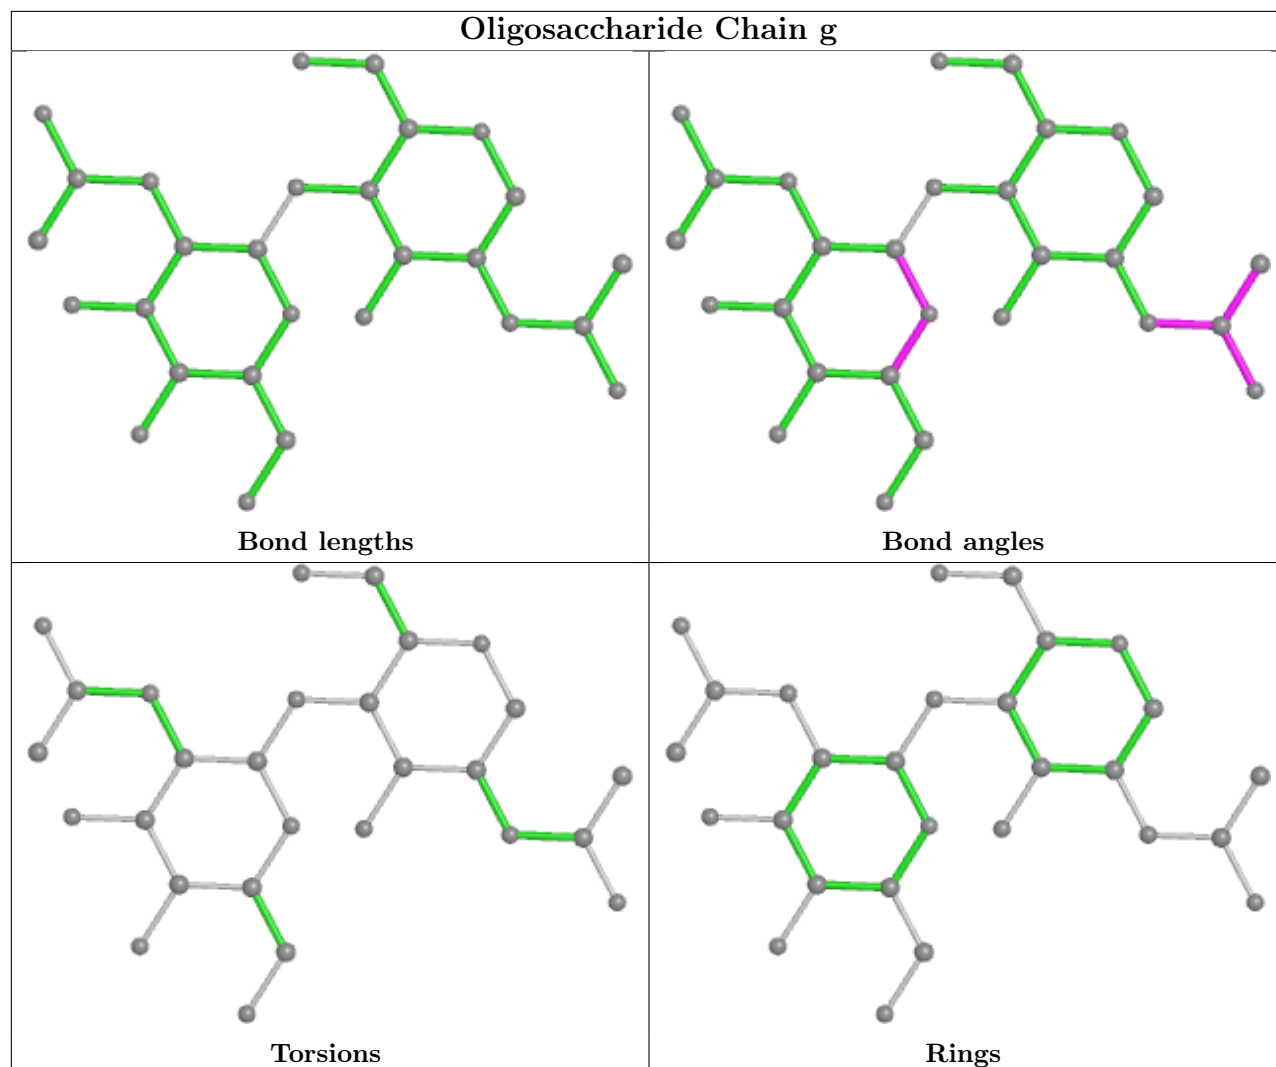 Oligosaccharide Chain g
Bond lengths
Bond angles
Torsions
Rings